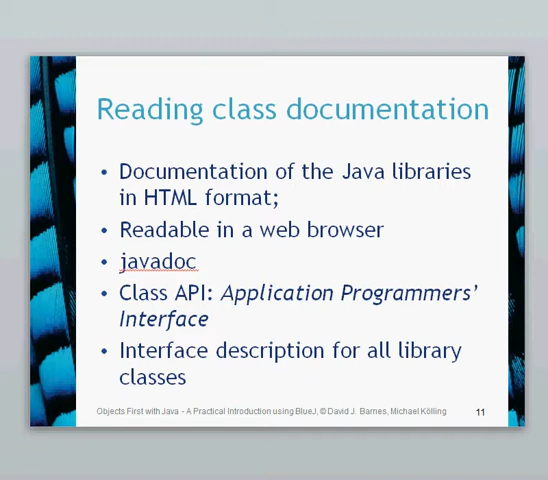 Reading class documentation
• Documentation of the Java libraries
in HTML format;
• Readable in a web browser
• javadoc
• Class API: Application Programmers’
Interface
• Interface description for all library
classes
Objects First with Java - A Practical Introduction using BlueJ, © David J. Barnes, Michael Kölling
11